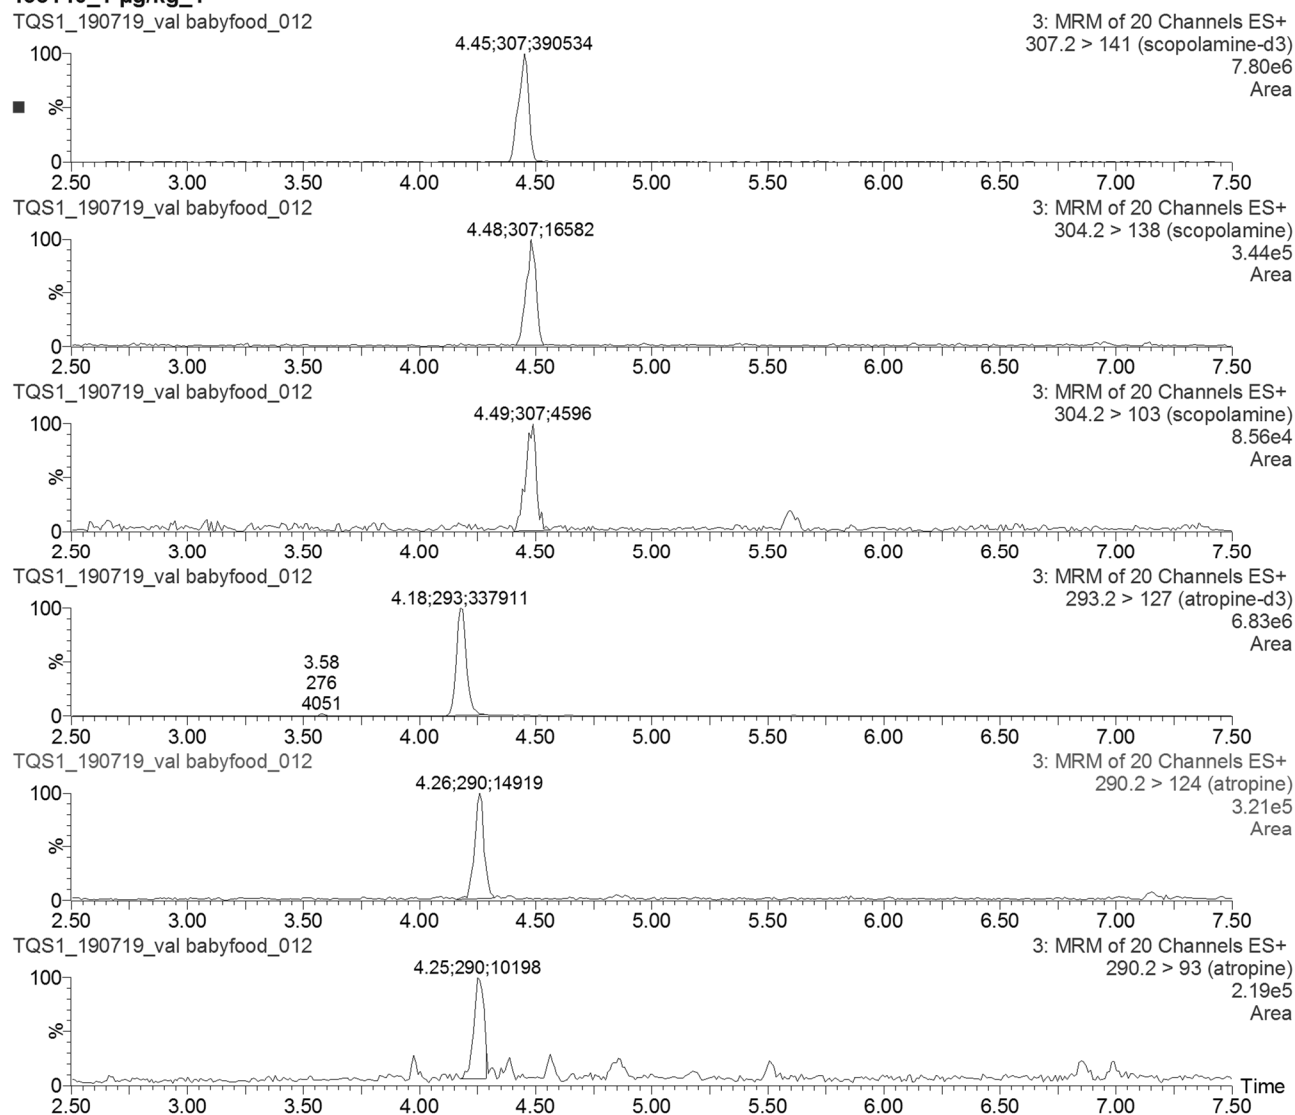 TQS1_190719_val babyfood_012
3: MRM of 20 Channels ES+
307.2 > 141 (scopolamine-d3)
7.80e6
Area
4.45;307;390534
100
%
0
2.50 3.00 3.50 4.00 4.50 5.00 5.50 6.00 6.50 7.00 7.50
TQS1_190719_val babyfood_012
3: MRM of 20 Channels ES+
304.2 > 138 (scopolamine)
3.44e5
Area
4.48;307;16582
100
%
0
2.50 3.00 3.50 4.00 4.50 5.00 5.50 6.00 6.50 7.00 7.50
TQS1_190719_val babyfood_012
3: MRM of 20 Channels ES+
304.2 > 103 (scopolamine)
8.56e4
Area
4.49;307;4596
100
%
0
2.50 3.00 3.50 4.00 4.50 5.00 5.50 6.00 6.50 7.00 7.50
TQS1_190719_val babyfood_012
3: MRM of 20 Channels ES+
293.2 > 127 (atropine-d3)
6.83e6
Area
4.18;293;337911
3.58
276
4051
100
%
0
2.50 3.00 3.50 4.00 4.50 5.00 5.50 6.00 6.50 7.00 7.50
TQS1_190719_val babyfood_012
3: MRM of 20 Channels ES+
290.2 > 124 (atropine)
3.21e5
Area
4.26;290;14919
100
%
0
2.50 3.00 3.50 4.00 4.50 5.00 5.50 6.00 6.50 7.00 7.50
TQS1_190719_val babyfood_012
3: MRM of 20 Channels ES+
290.2 > 93 (atropine)
2.19e5
Area
4.25;290;10198
100
%
0
Time
2.50 3.00 3.50 4.00 4.50 5.00 5.50 6.00 6.50 7.00 7.50